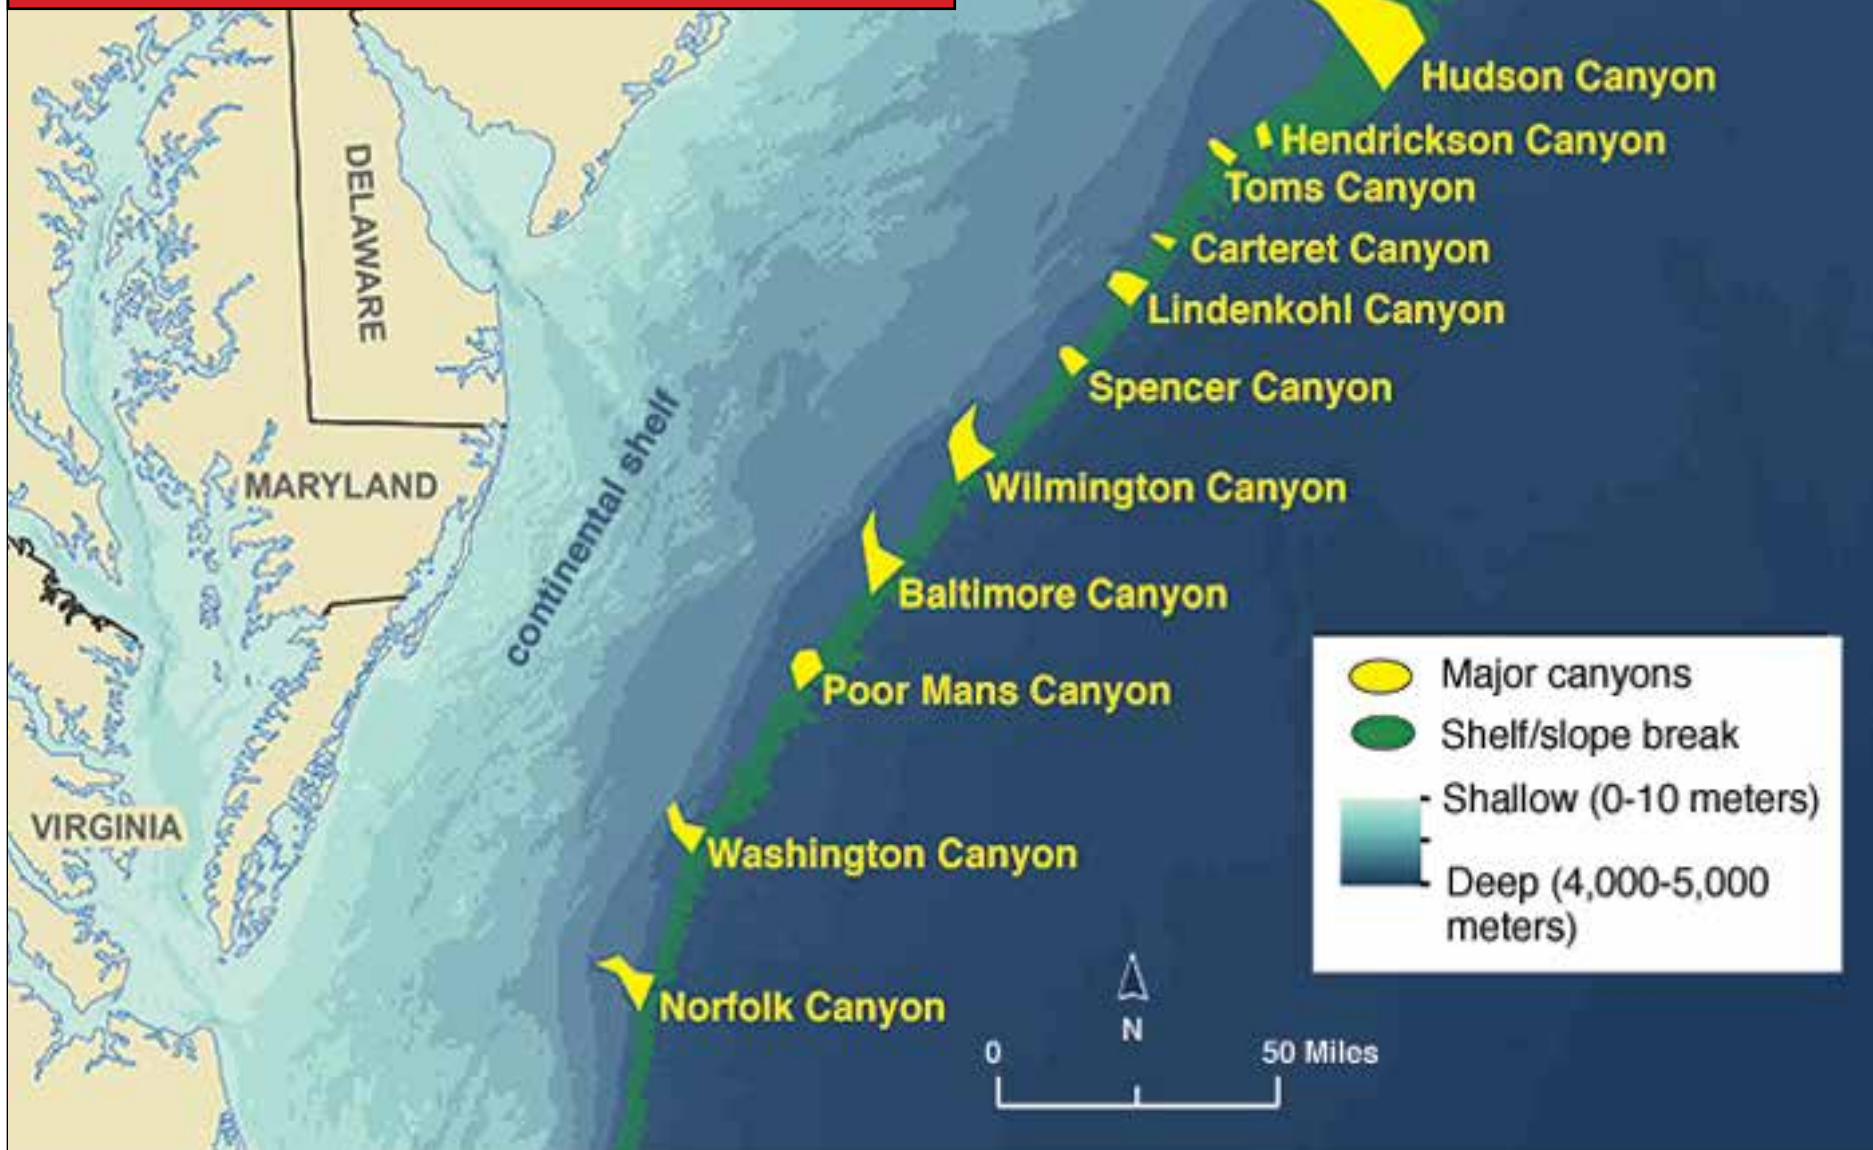 Hudson Canyon
Hendrickson Canyon
Toms Canyon
DELAWARE
Carteret Canyon
Lindenkohl Canyon
Spencer Canyon
continental shelf
MARYLAND
Wilmington Canyon
Baltimore Canyon
Poor Mans Canyon
VIRGINIA
Washington Canyon
Norfolk Canyon
Major canyons
Shelf/slope break
Shallow (0-10 meters)
Deep (4,000-5,000
meters)
N
0
50 Miles